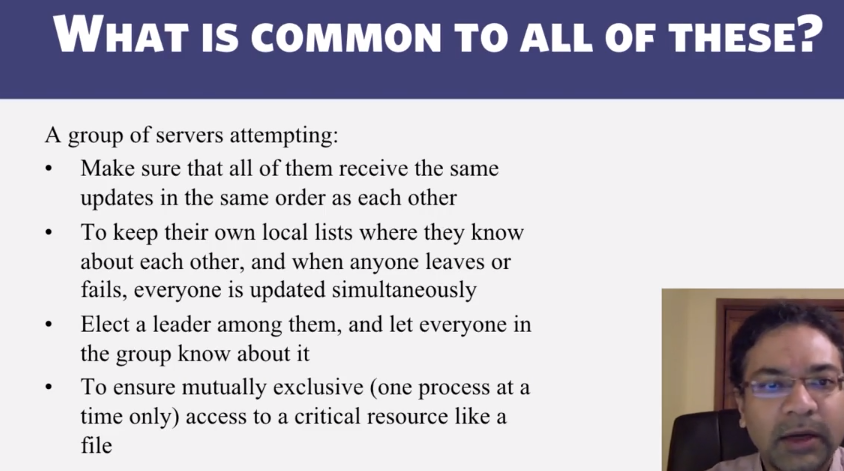 WHAT IS COMMON TO ALL OF THESE?
A group of servers attempting:
• Make sure that all of them receive the same
updates in the same order as each other
• To keep their own local lists where they know
about each other, and when anyone leaves or
fails, everyone is updated simultaneously
• Elect a leader among them, and let everyone in
the group know about it
• To ensure mutually exclusive (one process at a
time only) access to a critical resource like a
file